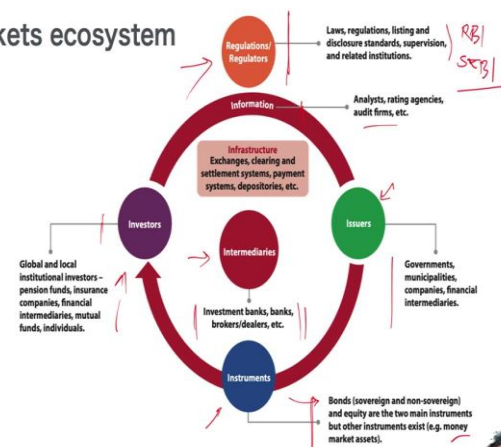 kets ecosystem
Regulations/
Regulators
Laws, regulations, listing and
disclosure standards, supervision,
and related institutions.
RBI
SEBI
Information
Analysts, rating agencies,
audit firms, etc.
Infrastructure
Exchanges, clearing and
settlement systems, payment
systems, depositories, etc.
Investors
Issuers
Intermediaries
Global and local
institutional investors –
pension funds, insurance
companies, financial
intermediaries, mutual
funds, individuals.
Governments,
municipalities,
companies, financial
intermediaries.
Investment banks, banks,
brokers/dealers, etc.
Instruments
Bonds (sovereign and non-sovereign)
and equity are the two main instruments
but other instruments exist (e.g. money
market assets).